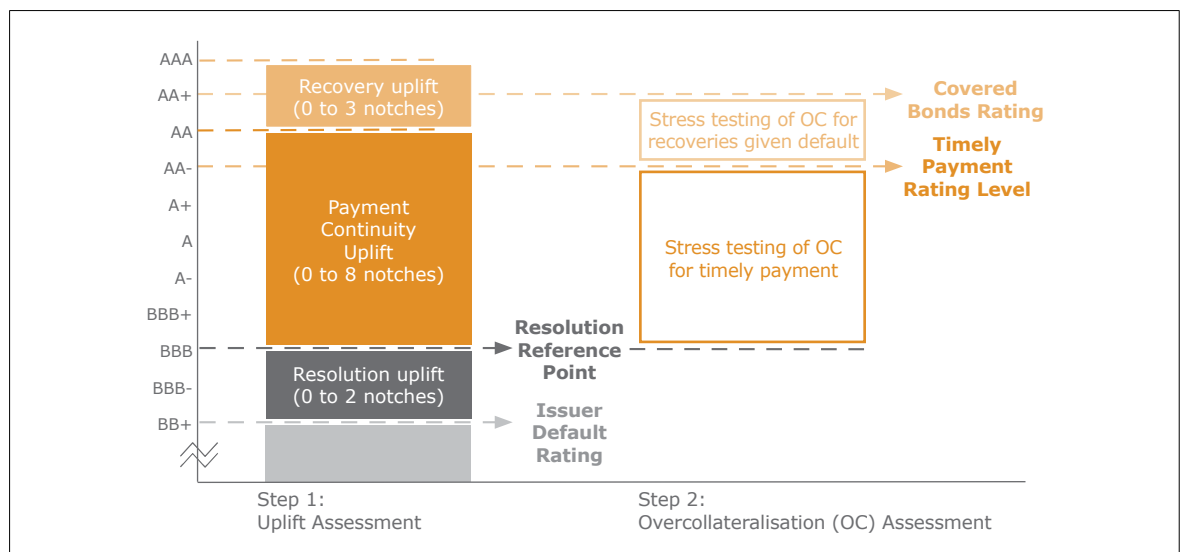 AAA
AA+
AA
AA-
A+
A
A-
BBB+
BBB
BBB-
BB+
Recovery uplift
(0 to 3 notches)
Payment
Continuity
Uplift
(0 to 8 notches)
Resolution uplift
(0 to 2 notches)
Resolution
Reference
Point
Issuer
Default
Rating
Stress testing of OC for
recoveries given default
Stress testing of OC
for timely payment
Covered
Bonds Rating
Timely
Payment
Rating Level
Step 1:
Uplift Assessment
Step 2:
Overcollateralisation (OC) Assessment